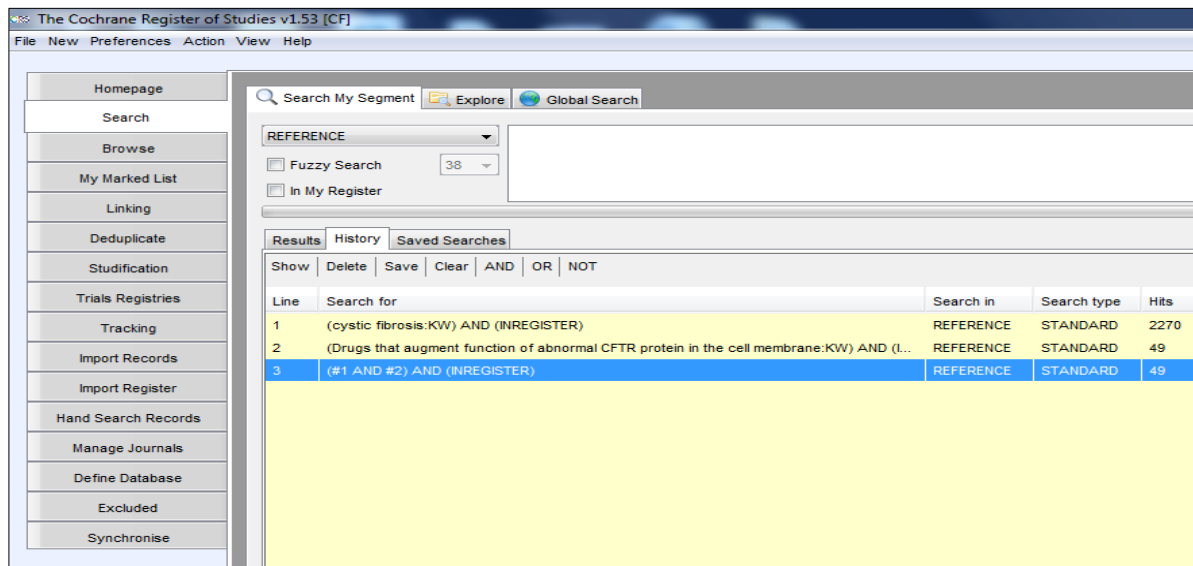 The Cochrane Register of Studies v1.53 [CF]
File New Preferences Action View Help
Homepage
Search
Browse
My Marked List
Linking
Deduplicate
Studification
Trials Registries
Tracking
Import Records
Import Register
Hand Search Records
Manage Journals
Define Database
Excluded
Synchronise
Search My Segment Explore Global Search
REFERENCE
Fuzzy Search 38
In My Register
Results History Saved Searches
Show Delete Save Clear AND OR NOT
Line Search for Search in Search type Hits
1 (cystic fibrosis:KW) AND (INREGISTER) REFERENCE STANDARD 2270
2 (Drugs that augment function of abnormal CFTR protein in the cell membrane:KW) AND (I... REFERENCE STANDARD 49
3 (#1 AND #2) AND (INREGISTER) REFERENCE STANDARD 49